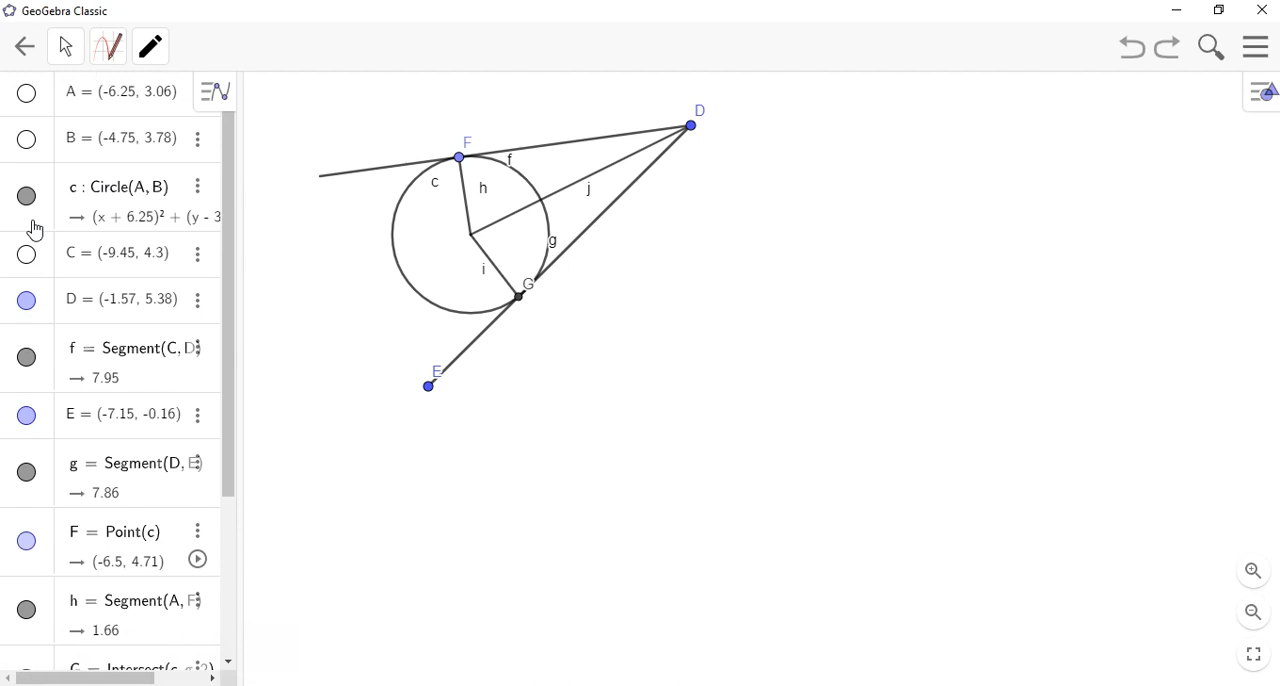 GeoGebra Classic
A = (-6.25, 3.06)
B = (-4.75, 3.78)
c : Circle(A, B)
→ (x + 6.25)² + (y - 3
C = (-9.45, 4.3)
D = (-1.57, 5.38)
f = Segment(C, D)
→ 7.95
E = (-7.15, -0.16)
g = Segment(D, E)
→ 7.86
F = Point(c)
→ (-6.5, 4.71)
h = Segment(A, F)
→ 1.66
G = Intersect(c, g, 2)
D
F
f
c
h
j
g
i
G
E